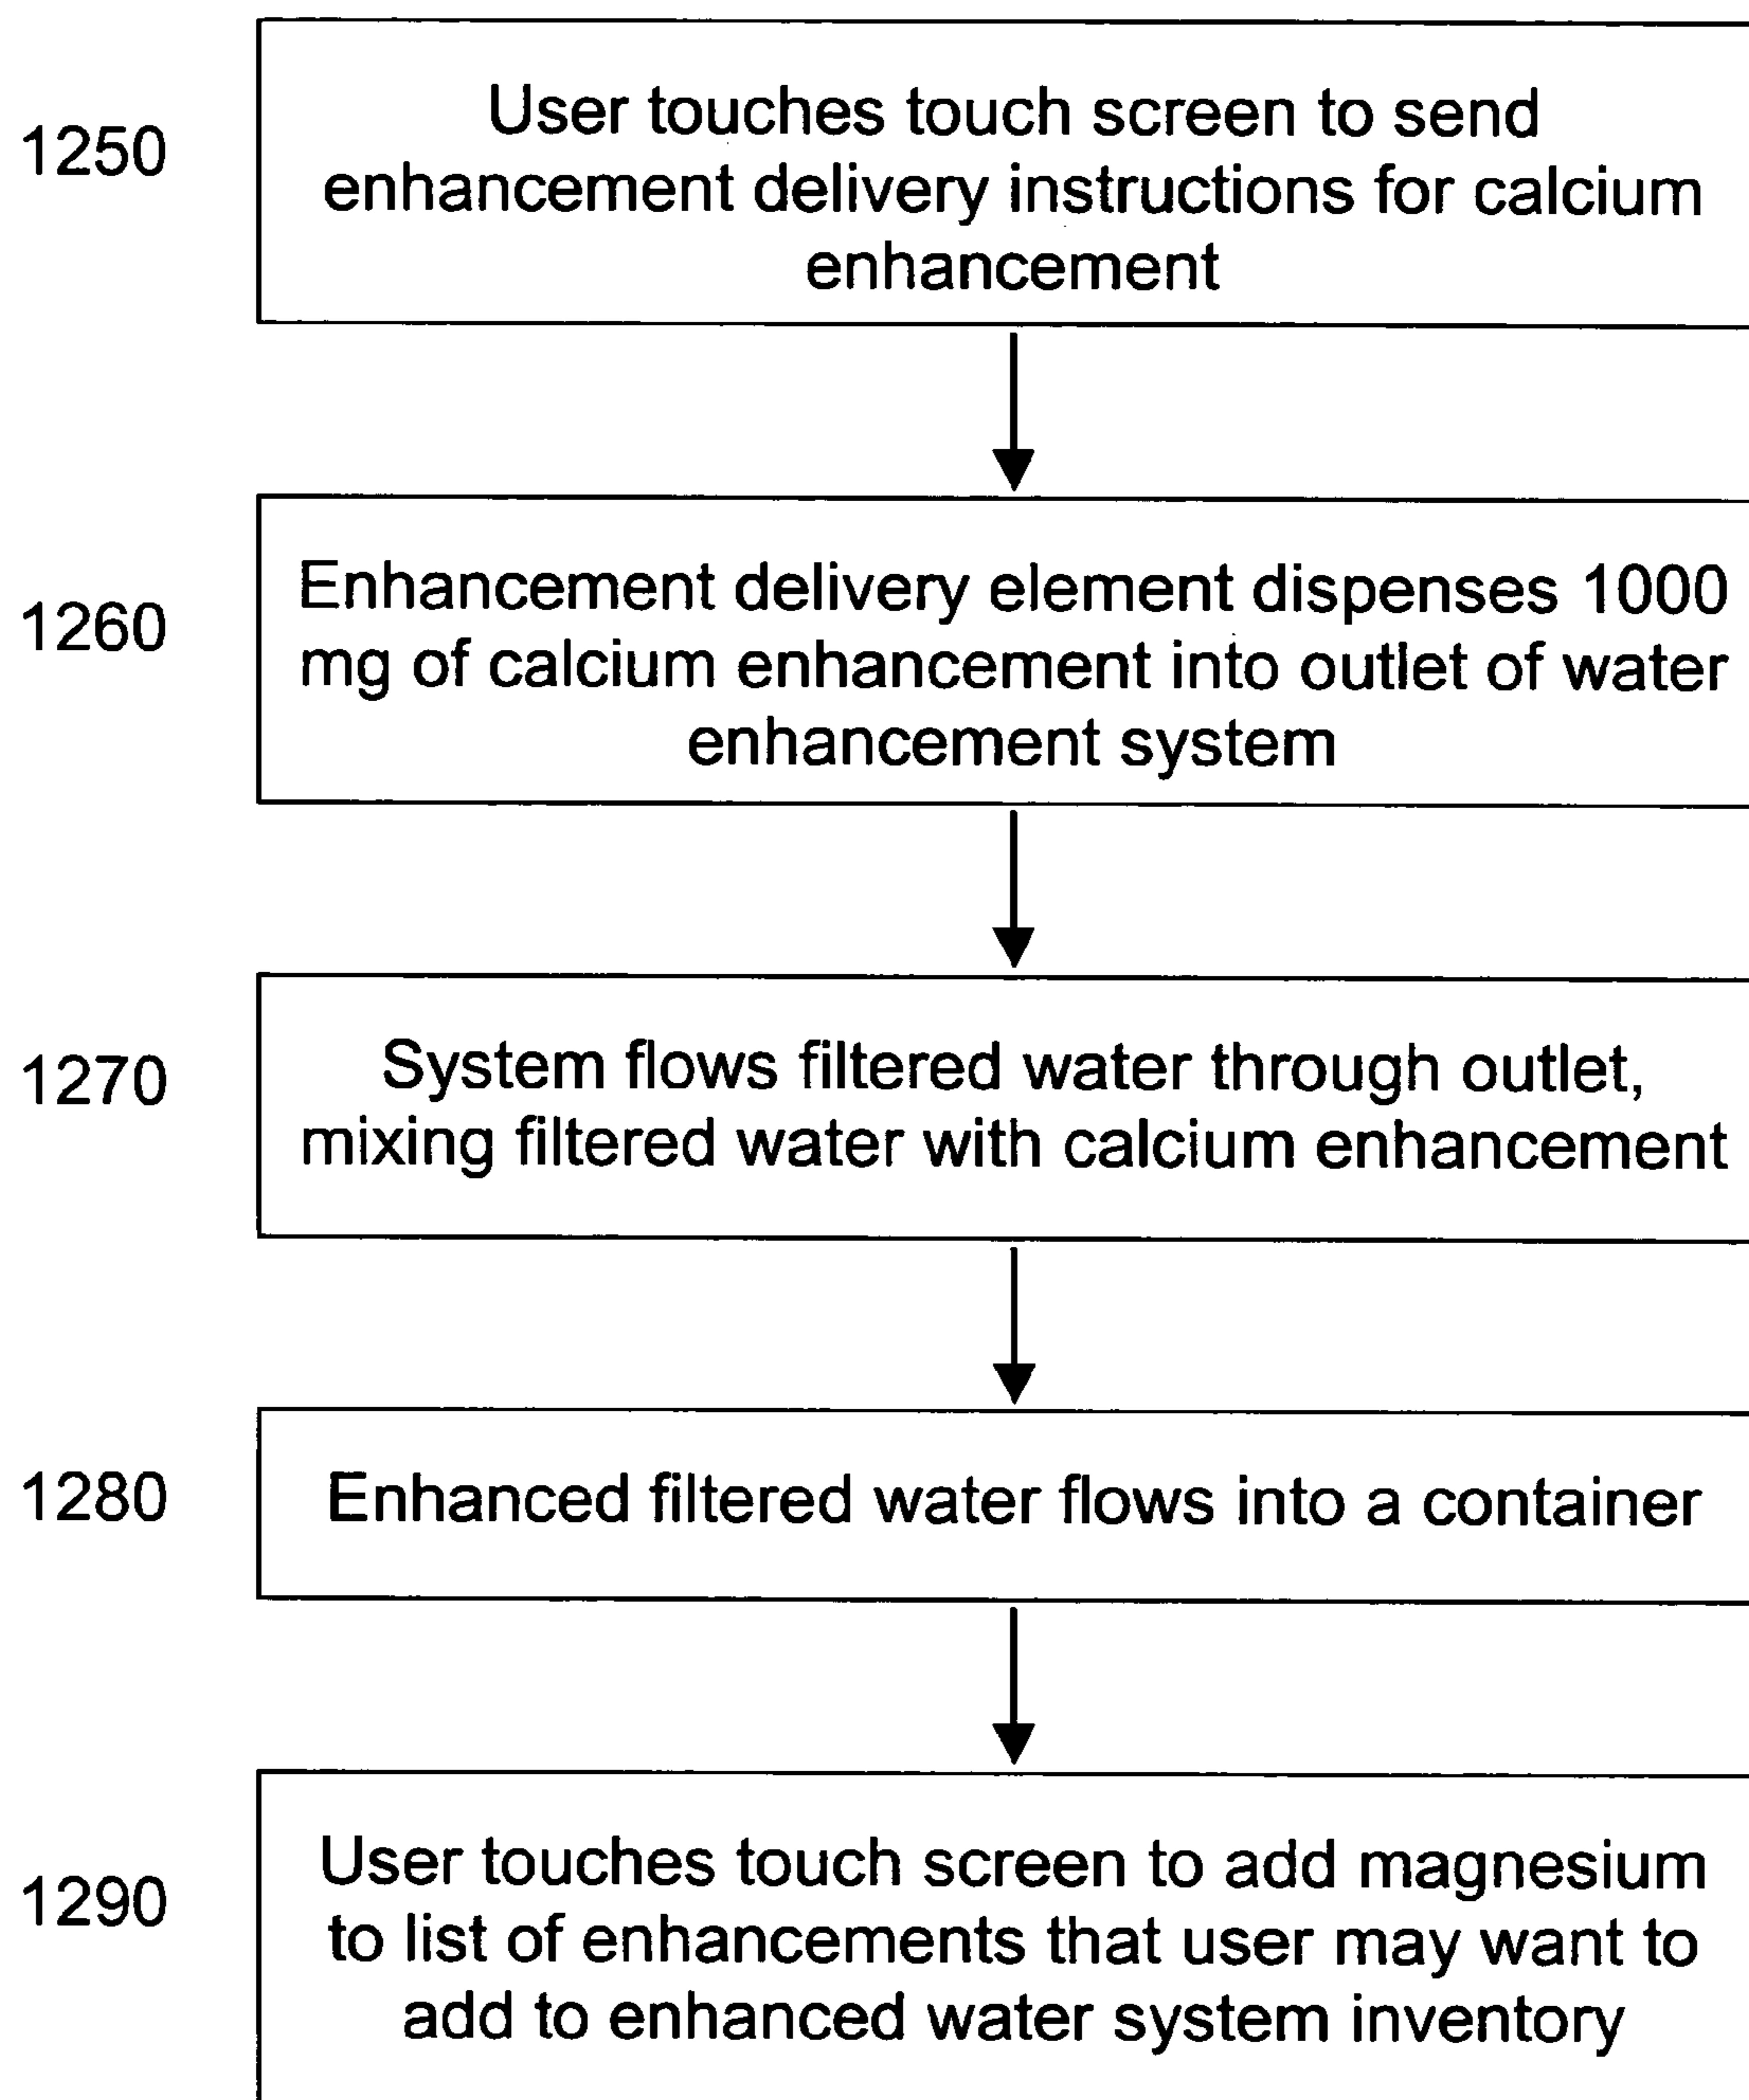 1250
User touches touch screen to send
enhancement delivery instructions for calcium
enhancement
1260
Enhancement delivery element dispenses 1000
mg of calcium enhancement into outlet of water
enhancement system
1270
System flows filtered water through outlet,
mixing filtered water with calcium enhancement
1280
Enhanced filtered water flows into a container
1290
User touches touch screen to add magnesium
to list of enhancements that user may want to
add to enhanced water system inventory